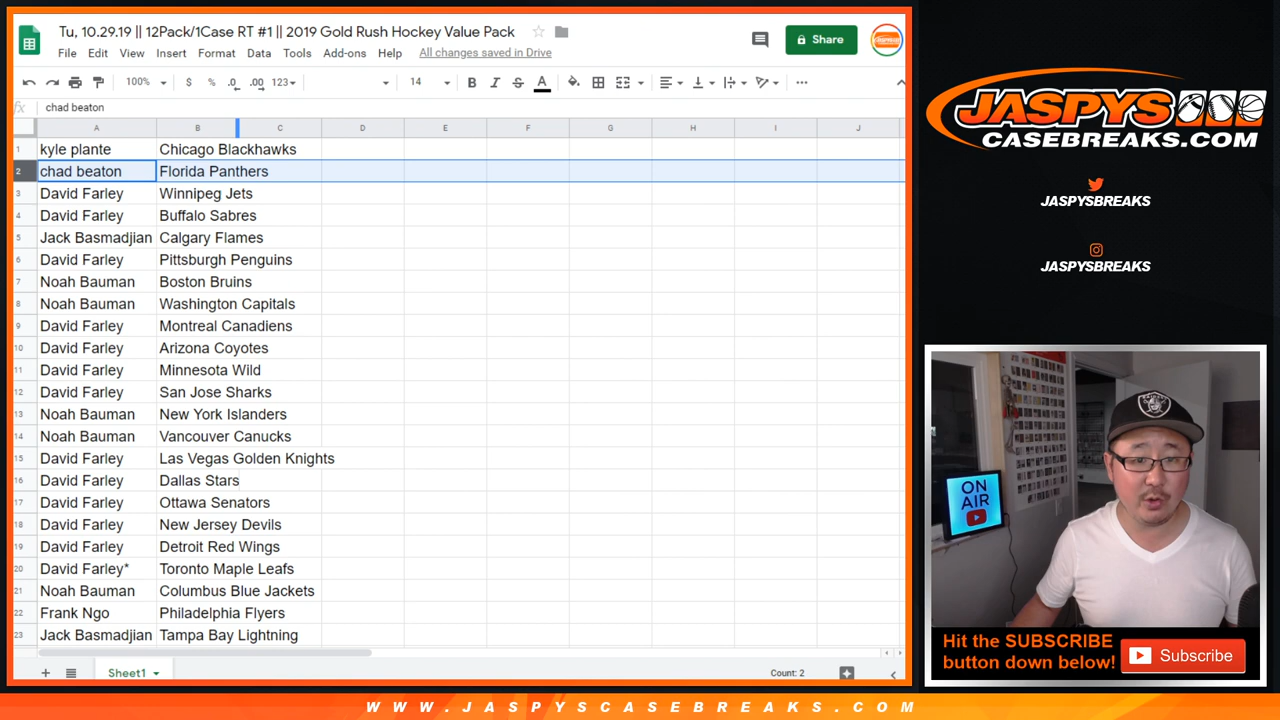 Tu, 10.29.19 || 12Pack/1Case RT #1 || 2019 Gold Rush Hockey Value Pack
File Edit View Insert Format Data Tools Add-ons Help All changes saved in Drive
Share
100% $ % .0 .00 123 14 B I S A
fx chad beaton
A B C D E F G H I J
1 kyle plante Chicago Blackhawks
2 chad beaton Florida Panthers
3 David Farley Winnipeg Jets
4 David Farley Buffalo Sabres
5 Jack Basmadjian Calgary Flames
6 David Farley Pittsburgh Penguins
7 Noah Bauman Boston Bruins
8 Noah Bauman Washington Capitals
9 David Farley Montreal Canadiens
10 David Farley Arizona Coyotes
11 David Farley Minnesota Wild
12 David Farley San Jose Sharks
13 Noah Bauman New York Islanders
14 Noah Bauman Vancouver Canucks
15 David Farley Las Vegas Golden Knights
16 David Farley Dallas Stars
17 David Farley Ottawa Senators
18 David Farley New Jersey Devils
19 David Farley Detroit Red Wings
20 David Farley* Toronto Maple Leafs
21 Noah Bauman Columbus Blue Jackets
22 Frank Ngo Philadelphia Flyers
23 Jack Basmadjian Tampa Bay Lightning
Sheet1
Count: 2
JASPYS
CASEBREAKS.COM
JASPYSBREAKS
JASPYSBREAKS
ON
AIR
Hit the SUBSCRIBE
button down below!
Subscribe
WWW.JASPYSCASEBREAKS.COM